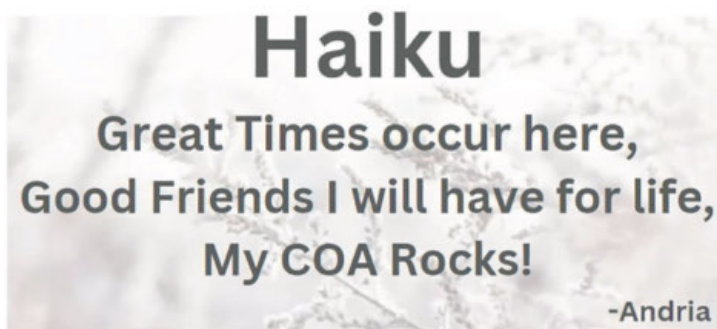 Haiku
Great Times occur here,
Good Friends I will have for life,
My COA Rocks!
-Andria